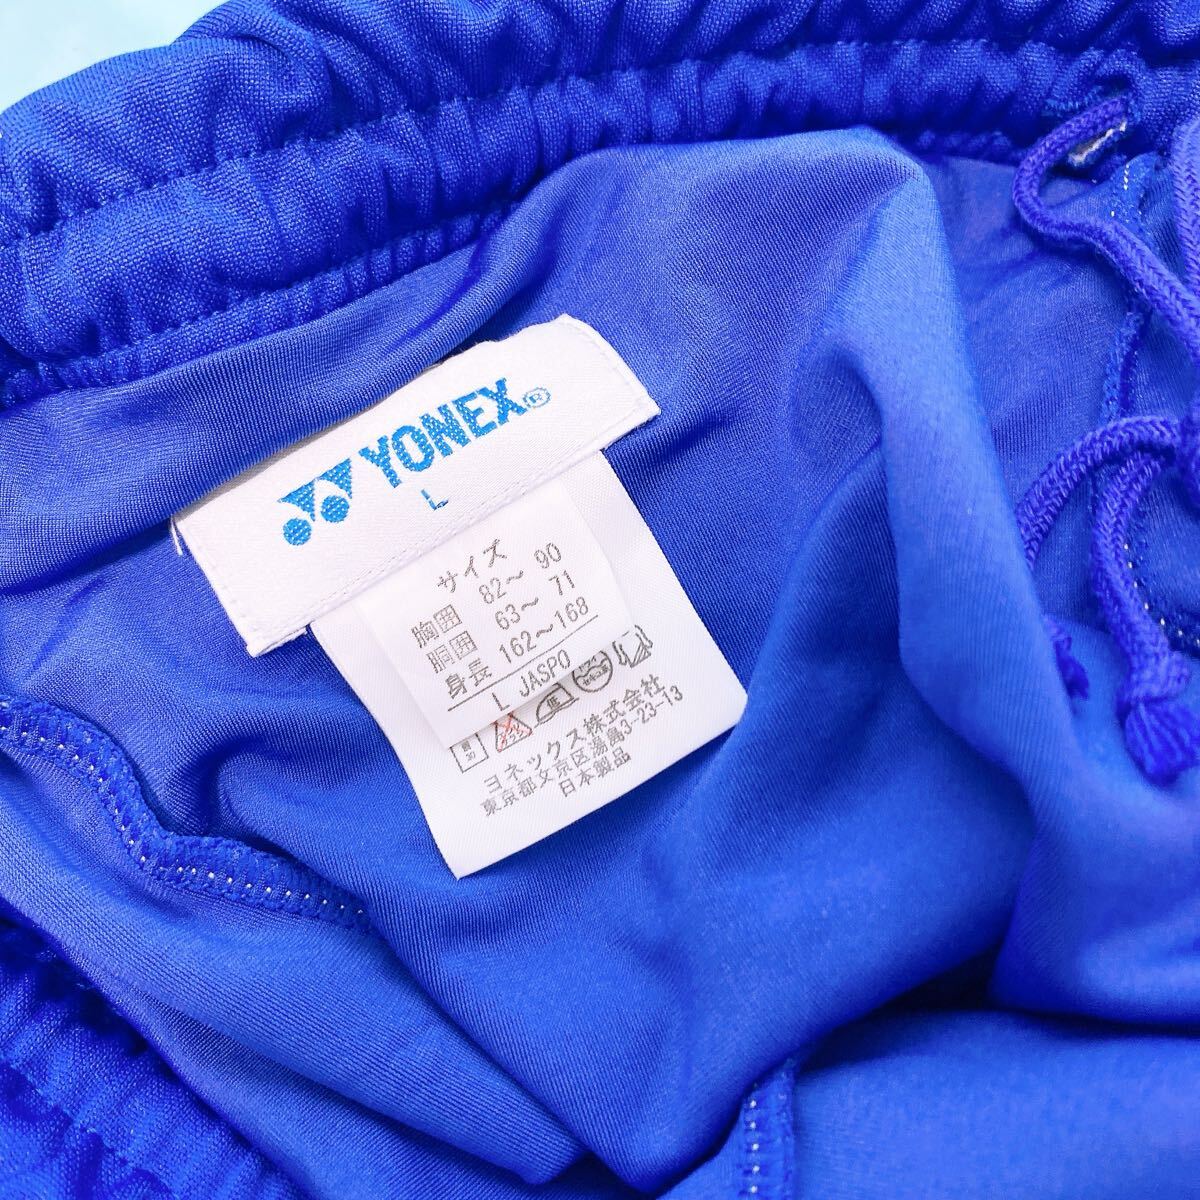 YONEX®
L
サイズ
胸囲 82～ 90
胴囲 63～ 71
身長 162～168
L JASPO
ヨネックス株式会社
東京都文京区湯島3-23-13
日本製品